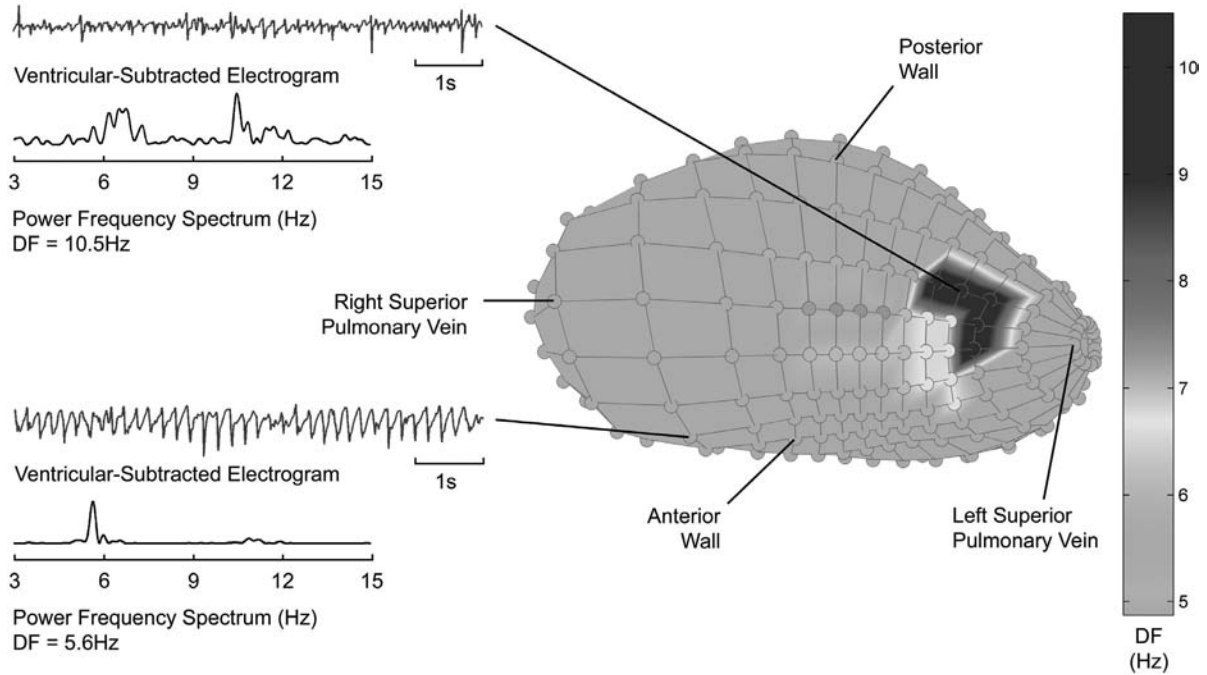 1s
Ventricular-Subtracted Electrogram
3 6 9 12 15
Power Frequency Spectrum (Hz)
DF = 10.5Hz
Posterior
Wall
Right Superior
Pulmonary Vein
1s
Ventricular-Subtracted Electrogram
3 6 9 12 15
Power Frequency Spectrum (Hz)
DF = 5.6Hz
Anterior
Wall
Left Superior
Pulmonary Vein
10
9
8
7
6
5
DF
(Hz)